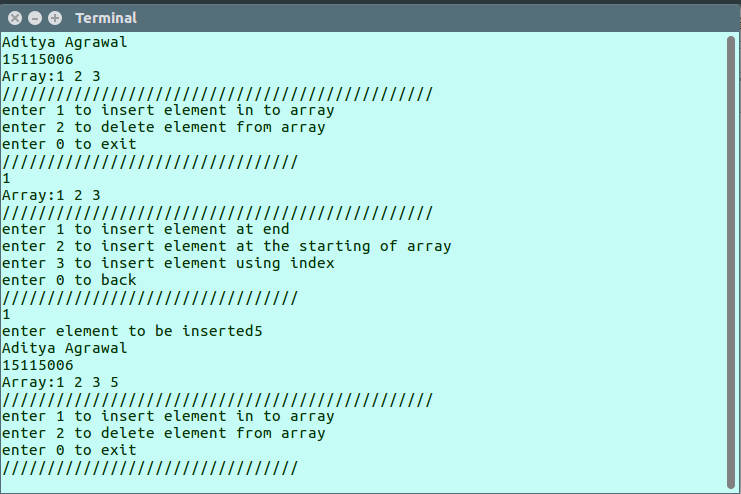 Terminal
Aditya Agrawal
15115006
Array:1 2 3
////////////////////////////////////////////////
enter 1 to insert element in to array
enter 2 to delete element from array
enter 0 to exit
/////////////////////////////////
1
Array:1 2 3
////////////////////////////////////////////////
enter 1 to insert element at end
enter 2 to insert element at the starting of array
enter 3 to insert element using index
enter 0 to back
/////////////////////////////////
1
enter element to be inserted5
Aditya Agrawal
15115006
Array:1 2 3 5
////////////////////////////////////////////////
enter 1 to insert element in to array
enter 2 to delete element from array
enter 0 to exit
/////////////////////////////////